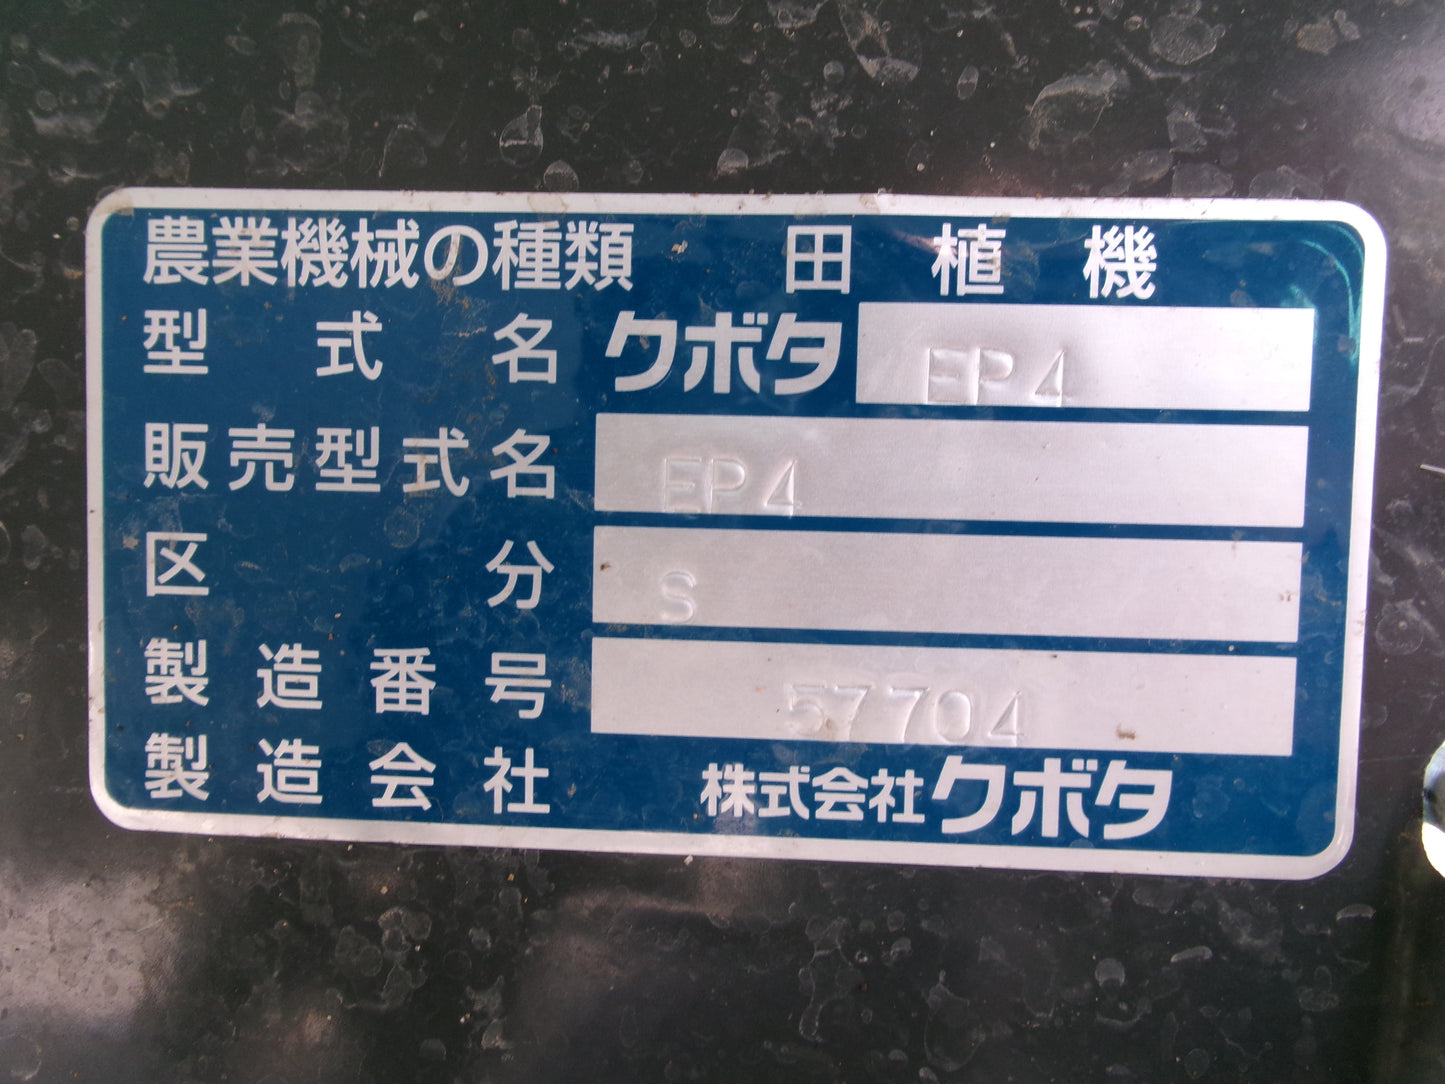 農業機械の種類 田植機
型式名 クボタ EP4
販売型式名 EP4
区分 S
製造番号 57704
製造会社 株式会社クボタ